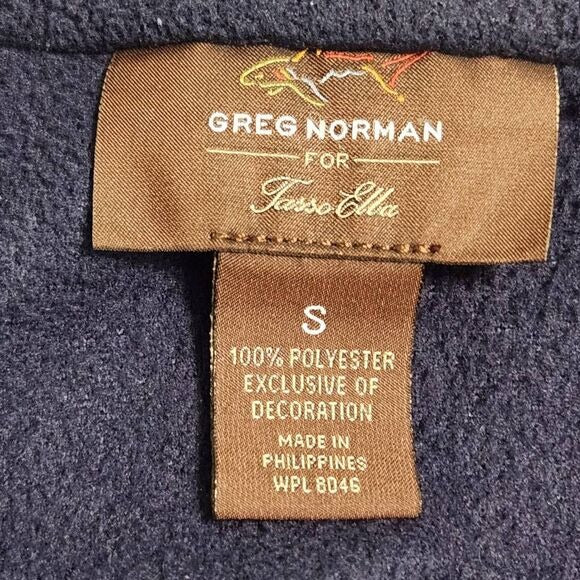 GREG NORMAN
FOR
Tasso Elba
S
100% POLYESTER
EXCLUSIVE OF
DECORATION
MADE IN
PHILIPPINES
WPL 8046